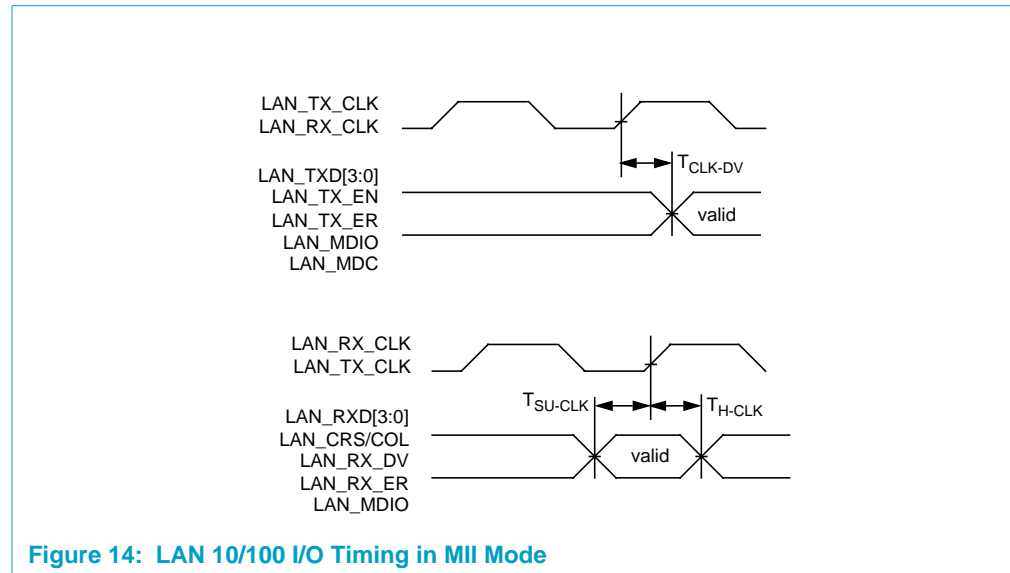 LAN_TX_CLK
LAN_RX_CLK
T_CLK-DV
LAN_TXD[3:0]
LAN_TX_EN
LAN_TX_ER
valid
LAN_MDIO
LAN_MDC
LAN_RX_CLK
LAN_TX_CLK
T_SU-CLK
T_H-CLK
LAN_RXD[3:0]
LAN_CRS/COL
LAN_RX_DV
valid
LAN_RX_ER
LAN_MDIO
Figure 14: LAN 10/100 I/O Timing in MII Mode